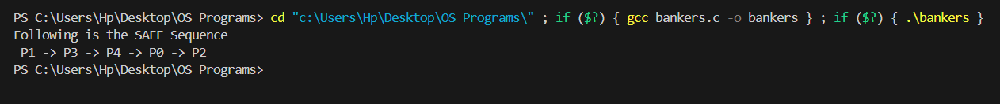 PS C:\Users\Hp\Desktop\OS Programs> cd "c:\Users\Hp\Desktop\OS Programs\" ; if ($?) { gcc bankers.c -o bankers } ; if ($?) { .\bankers }
Following is the SAFE Sequence
 P1 -> P3 -> P4 -> P0 -> P2
PS C:\Users\Hp\Desktop\OS Programs>